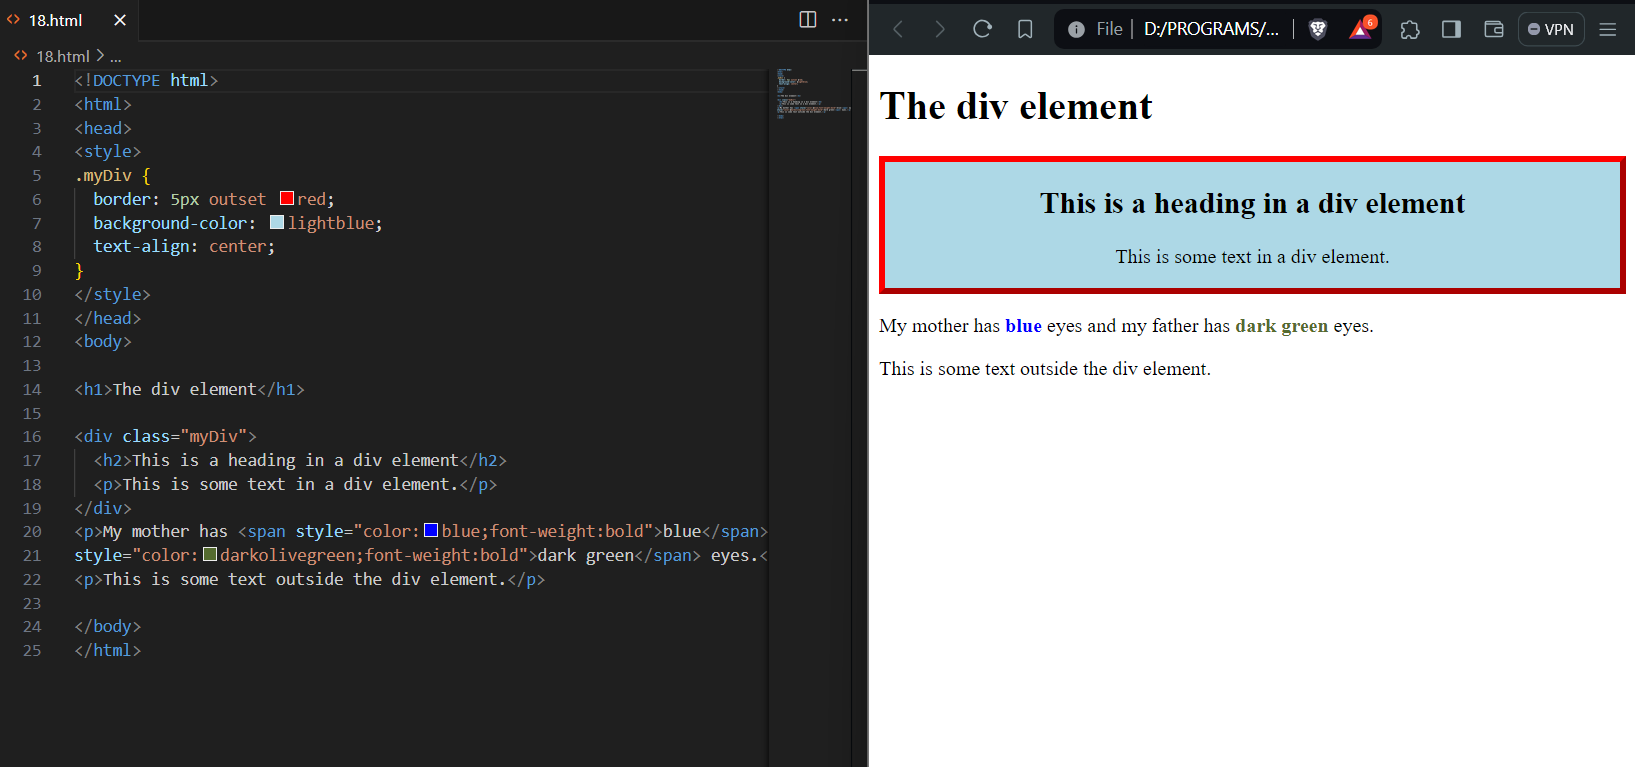 18.html
18.html > ...
1 <!DOCTYPE html>
2 <html>
3 <head>
4 <style>
5 .myDiv {
6   border: 5px outset red;
7   background-color: lightblue;
8   text-align: center;
9 }
10 </style>
11 </head>
12 <body>
13
14 <h1>The div element</h1>
15
16 <div class="myDiv">
17   <h2>This is a heading in a div element</h2>
18   <p>This is some text in a div element.</p>
19 </div>
20 <p>My mother has <span style="color:blue;font-weight:bold">blue</span>
21 style="color:darkolivegreen;font-weight:bold">dark green</span> eyes.<
22 <p>This is some text outside the div element.</p>
23
24 </body>
25 </html>
File D:/PROGRAMS/... 6 VPN
The div element
This is a heading in a div element
This is some text in a div element.
My mother has blue eyes and my father has dark green eyes.
This is some text outside the div element.